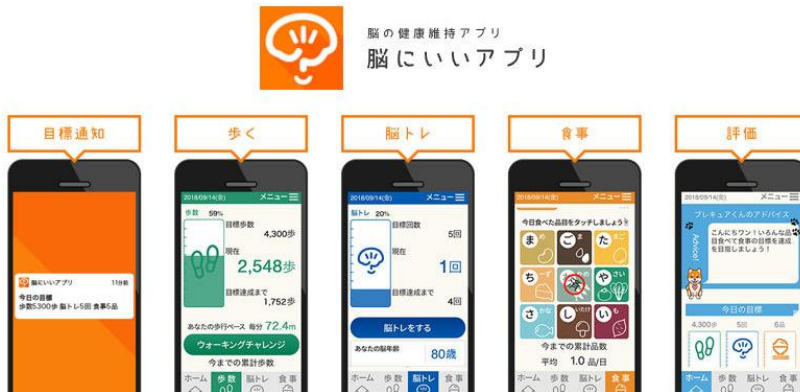 脳の健康維持アプリ
脳にいいアプリ
目標通知
歩く
脳トレ
食事
評価
脳にいいアプリ 11分前
今日の目標
歩数5300歩 脳トレ5回 食事5品
2018/09/14(金) メニュー
歩数 59%
目標歩数
4,300歩
現在
2,548歩
目標達成まで
1,752歩
あなたの歩行ペース 毎分 72.4m
ウォーキングチャレンジ
今までの累計歩数
ホーム 歩数 脳トレ 食事
2018/09/14(金) メニュー
脳トレ 20%
目標回数
5回
現在
1回
目標達成まで
4回
脳トレをする
あなたの脳年齢
80歳
ホーム 歩数 脳トレ 食事
2018/09/14(金) メニュー
今日食べた品目をタッチしましょう
まめ ごま たまご
ち や さい
さかな しいたけ いも
今までの累計品数
平均 1.0 品/日
ホーム 歩数 脳トレ 食事
2018/09/14(金) メニュー
プレキュアくんのアドバイス
Advice!
こんにちワン！いろんな品
目食べて食事の目標を達成
を目指しましょう！
今日の目標
4,300歩 5回 6品
ホーム 歩数 脳トレ 食事